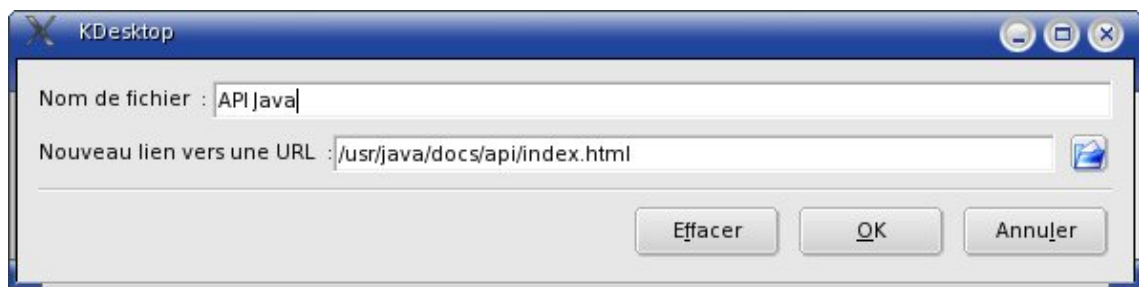 KDesktop
Nom de fichier : API Java
Nouveau lien vers une URL : /usr/java/docs/api/index.html
Effacer OK Annuler